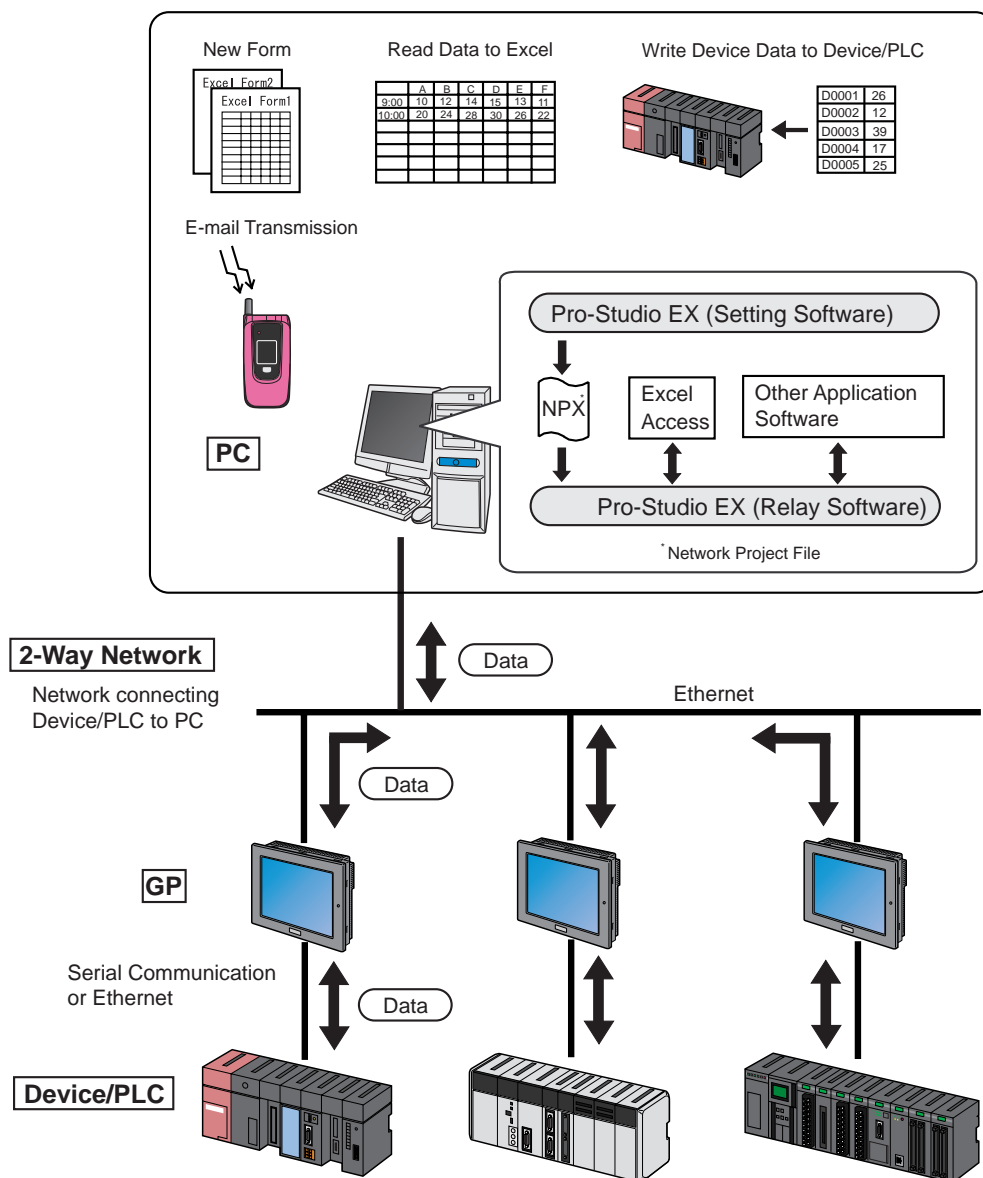 New Form
Read Data to Excel
Write Device Data to Device/PLC
Excel Form2
Excel Form1
A B C D E F
9:00 10 12 14 15 13 11
10:00 20 24 28 30 26 22
D0001 26
D0002 12
D0003 39
D0004 17
D0005 25
E-mail Transmission
Pro-Studio EX (Setting Software)
NPX*
Excel
Access
Other Application
Software
PC
Pro-Studio EX (Relay Software)
* Network Project File
2-Way Network
Data
Network connecting
Device/PLC to PC
Ethernet
Data
GP
Serial Communication
or Ethernet
Data
Device/PLC